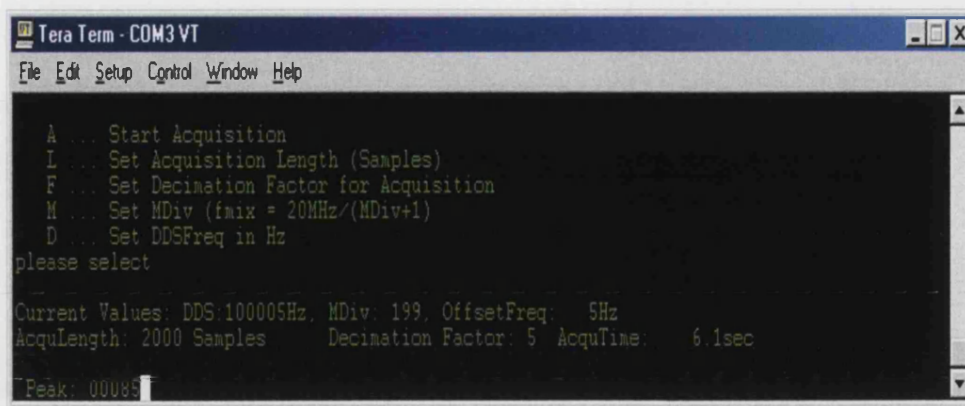 Tera Term - COM3 VT
File Edit Setup Control Window Help
A ... Start Acquisition
L ... Set Acquisition Length (Samples)
F ... Set Decimation Factor for Acquisition
M ... Set MDiv (fmix = 20MHz/(MDiv+1)
D ... Set DDSFreq in Hz
please select
Current Values: DDS:100005Hz, MDiv: 199, OffsetFreq: 5Hz
AcquLength: 2000 Samples Decimation Factor: 5 AcquTime: 6.1sec
Peak: 00085